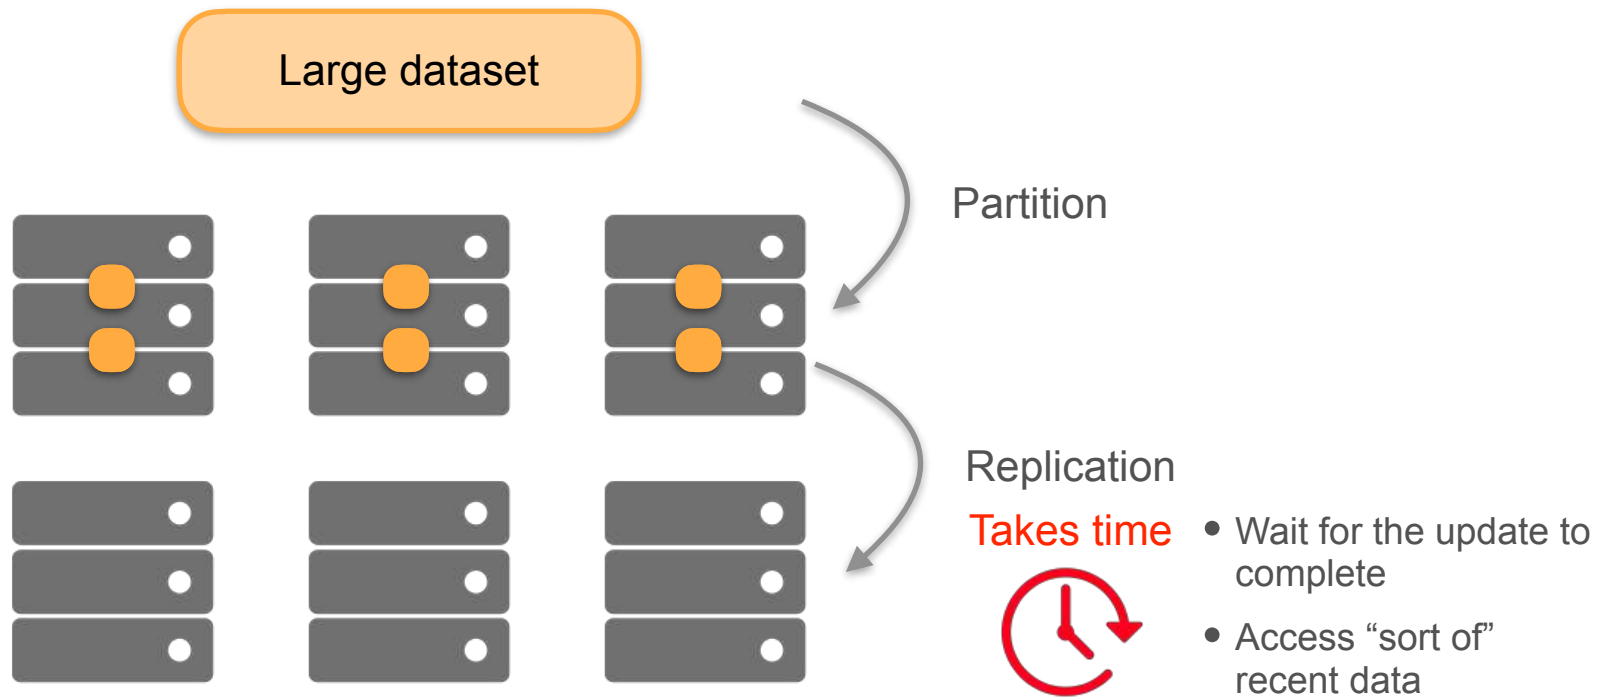 Large dataset
Partition
Replication
Takes time
• Wait for the update to
complete
• Access “sort of”
recent data